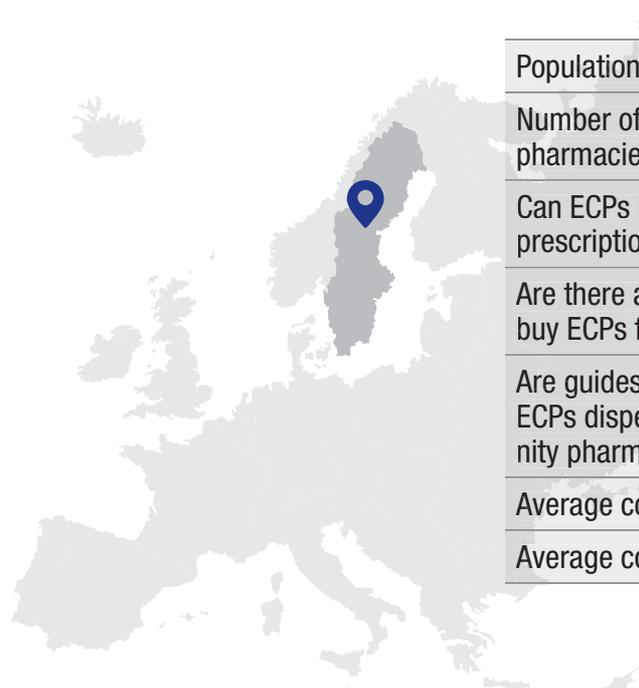 Population
Number of
pharmacie
Can ECPs
prescriptio
Are there a
buy ECPs f
Are guides
ECPs dispe
nity pharm
Average co
Average co